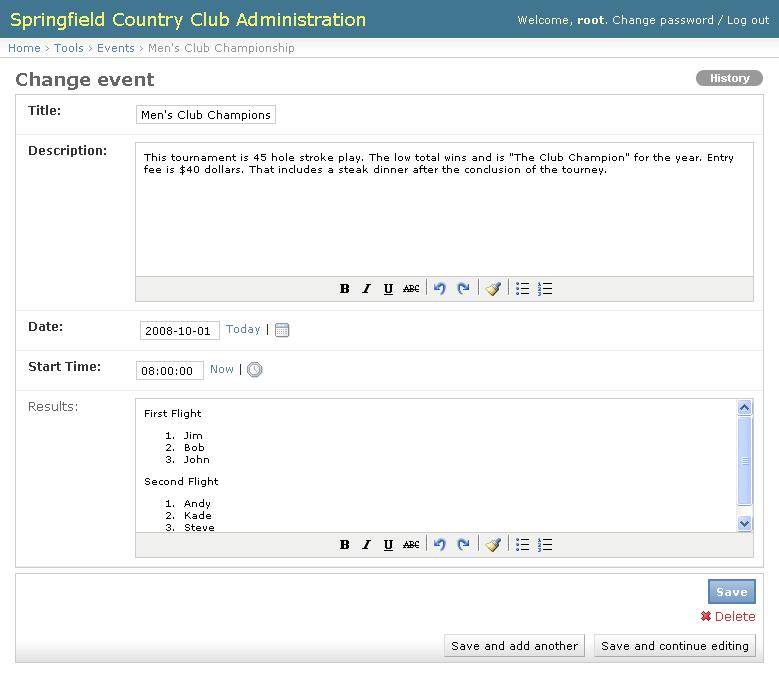 Springfield Country Club Administration
Welcome, root. Change password / Log out
Home › Tools › Events › Men's Club Championship
Change event
History
Title:
Men's Club Champions
Description:
This tournament is 45 hole stroke play. The low total wins and is "The Club Champion" for the year. Entry
fee is $40 dollars. That includes a steak dinner after the conclusion of the tourney.
B I U ABC
Date:
2008-10-01 Today |
Start Time:
08:00:00 Now |
Results:
First Flight
1. Jim
2. Bob
3. John
Second Flight
1. Andy
2. Kade
3. Steve
B I U ABC
Save
Delete
Save and add another
Save and continue editing